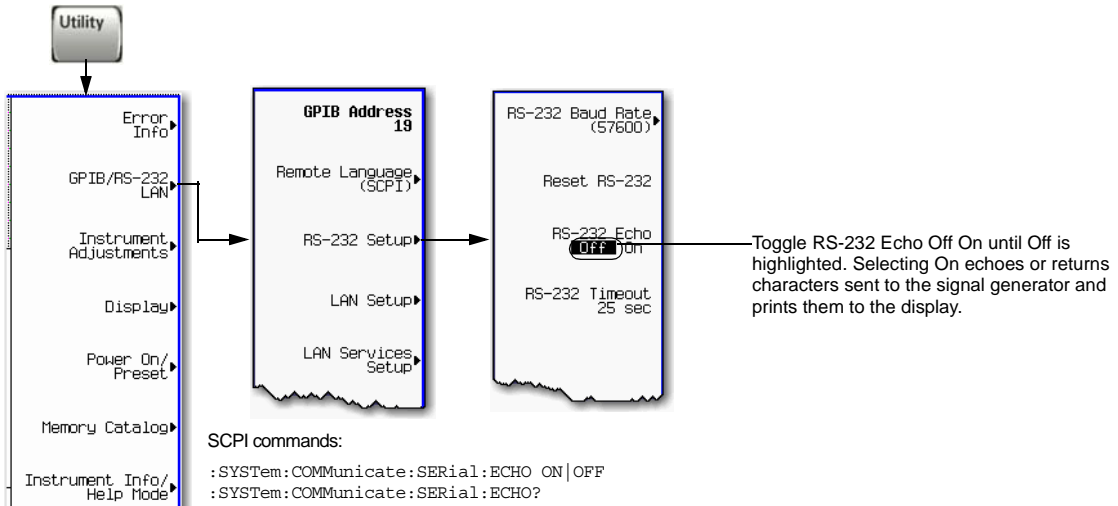 Utility
Error
Info
GPIB/RS-232
LAN
Instrument
Adjustments
Display
Power On/
Preset
Memory Catalog
Instrument Info/
Help Mode
GPIB Address
19
Remote Language
(SCPI)
RS-232 Setup
LAN Setup
LAN Services
Setup
RS-232 Baud Rate
(57600)
Reset RS-232
RS-232 Echo
Off On
RS-232 Timeout
25 sec
Toggle RS-232 Echo Off On until Off is
highlighted. Selecting On echoes or returns
characters sent to the signal generator and
prints them to the display.
SCPI commands:
:SYSTem:COMMunicate:SERial:ECHO ON|OFF
:SYSTem:COMMunicate:SERial:ECHO?